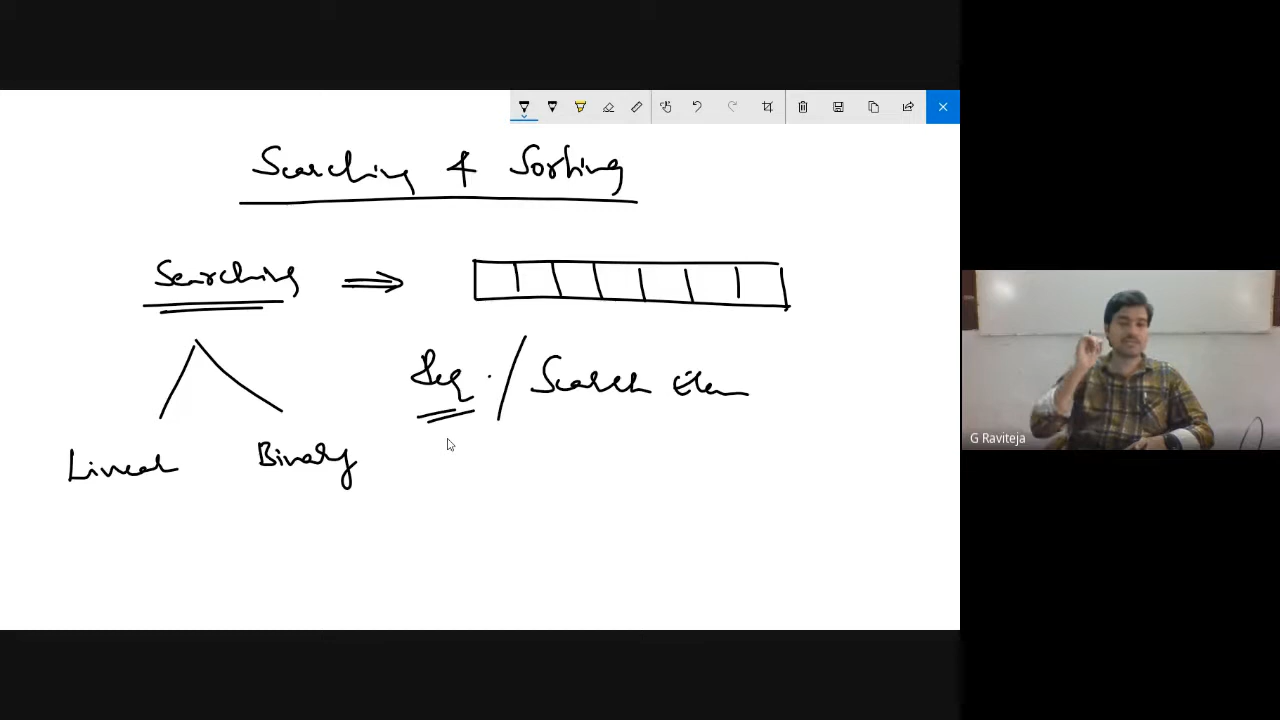 Searching & Sorting
Searching ⇒
Seq. / Search Elem
Linear Binary
G Raviteja